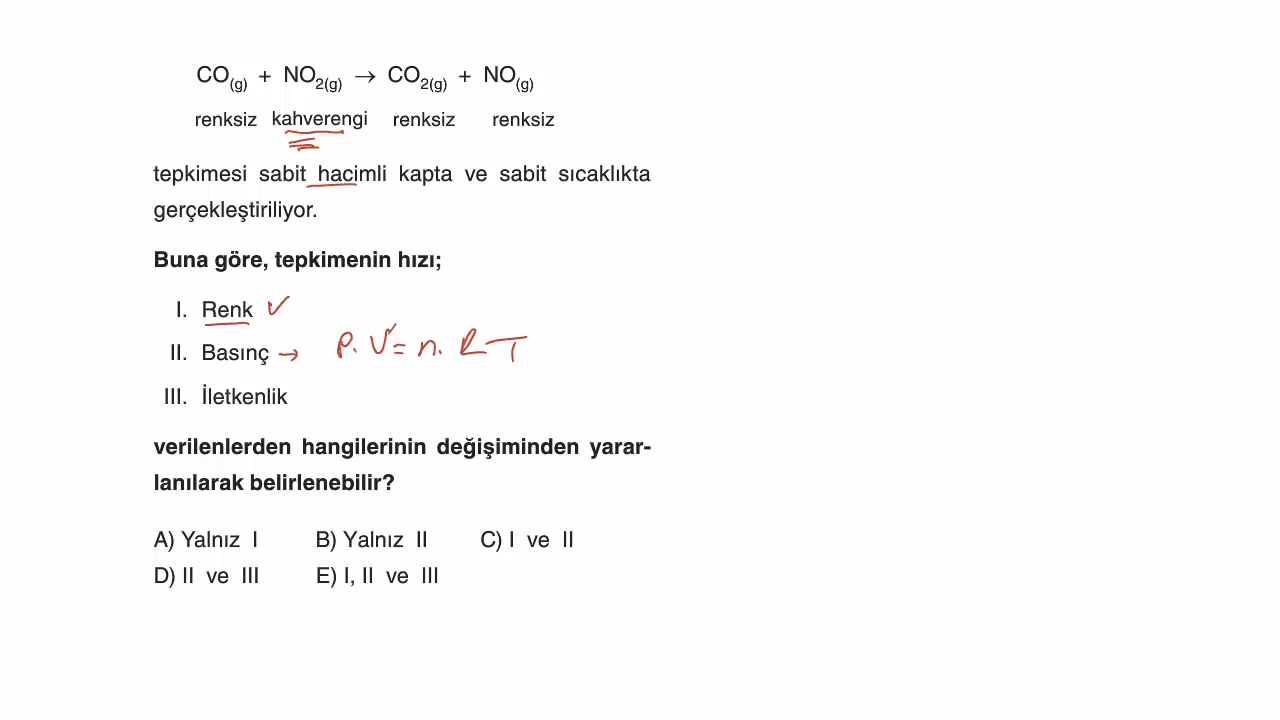 CO(g) + NO2(g) → CO2(g) + NO(g)
renksiz kahverengi renksiz renksiz
tepkimesi sabit hacimli kapta ve sabit sıcaklıkta
gerçekleştiriliyor.
Buna göre, tepkimenin hızı;
I. Renk ✓
II. Basınç → P. V = n. R T
III. İletkenlik
verilenlerden hangilerinin değişiminden yarar-
lanılarak belirlenebilir?
A) Yalnız I B) Yalnız II C) I ve II
D) II ve III E) I, II ve III